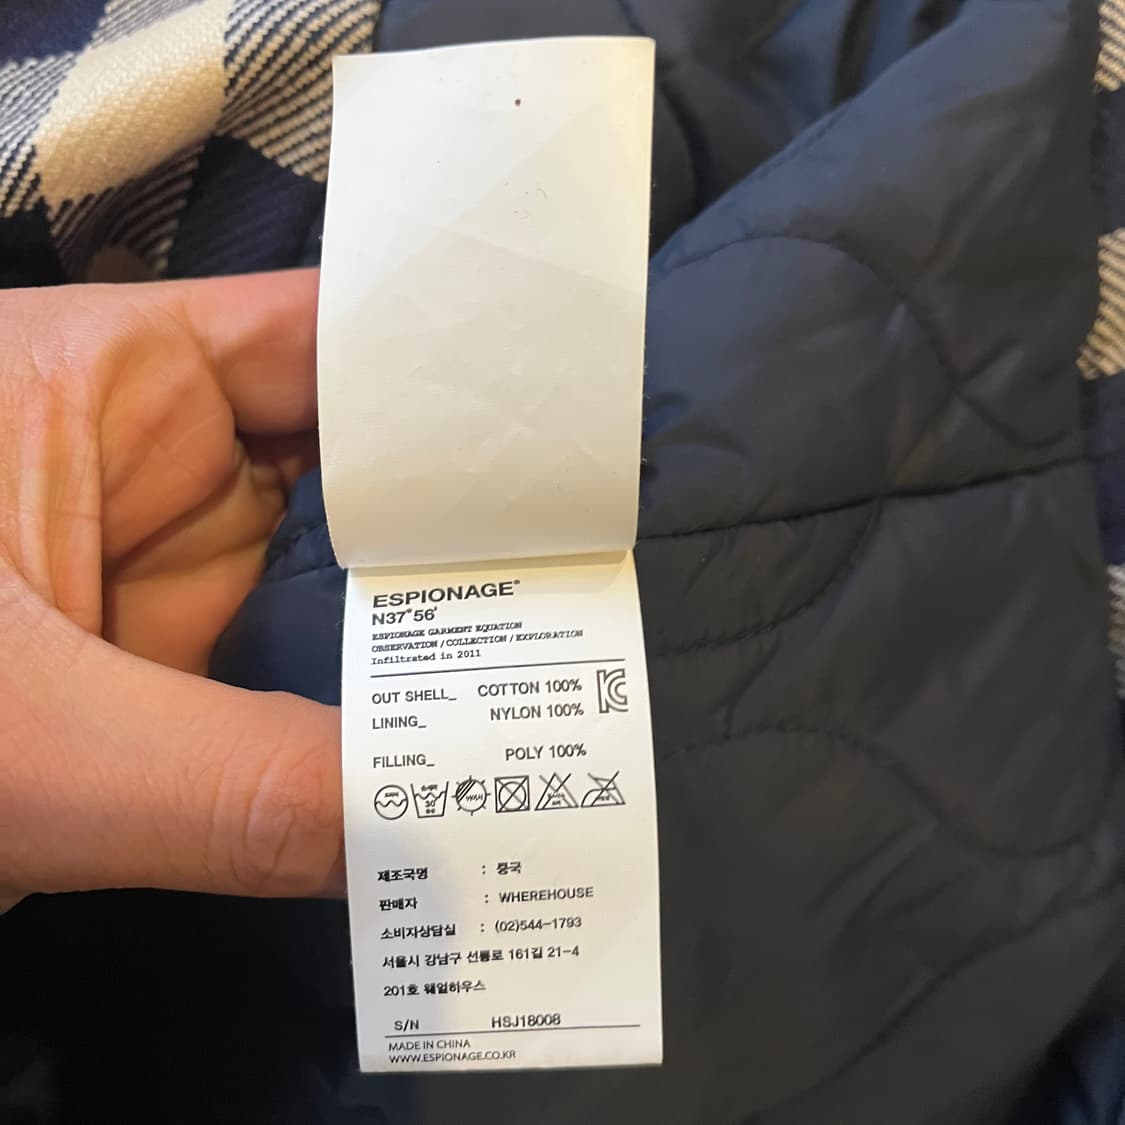 ESPIONAGE®
N37°56'
ESPIONAGE GARMENT EQUATION
OBSERVATION / COLLECTION / EXPLORATION
Infiltrated in 2011
OUT SHELL_ COTTON 100%
LINING_ NYLON 100%
FILLING_ POLY 100%
30
제조국명 : 중국
판매자 : WHEREHOUSE
소비자상담실 : (02)544-1793
서울시 강남구 선릉로 161길 21-4
201호 웨얼하우스
S/N HSJ18008
MADE IN CHINA
WWW.ESPIONAGE.CO.KR